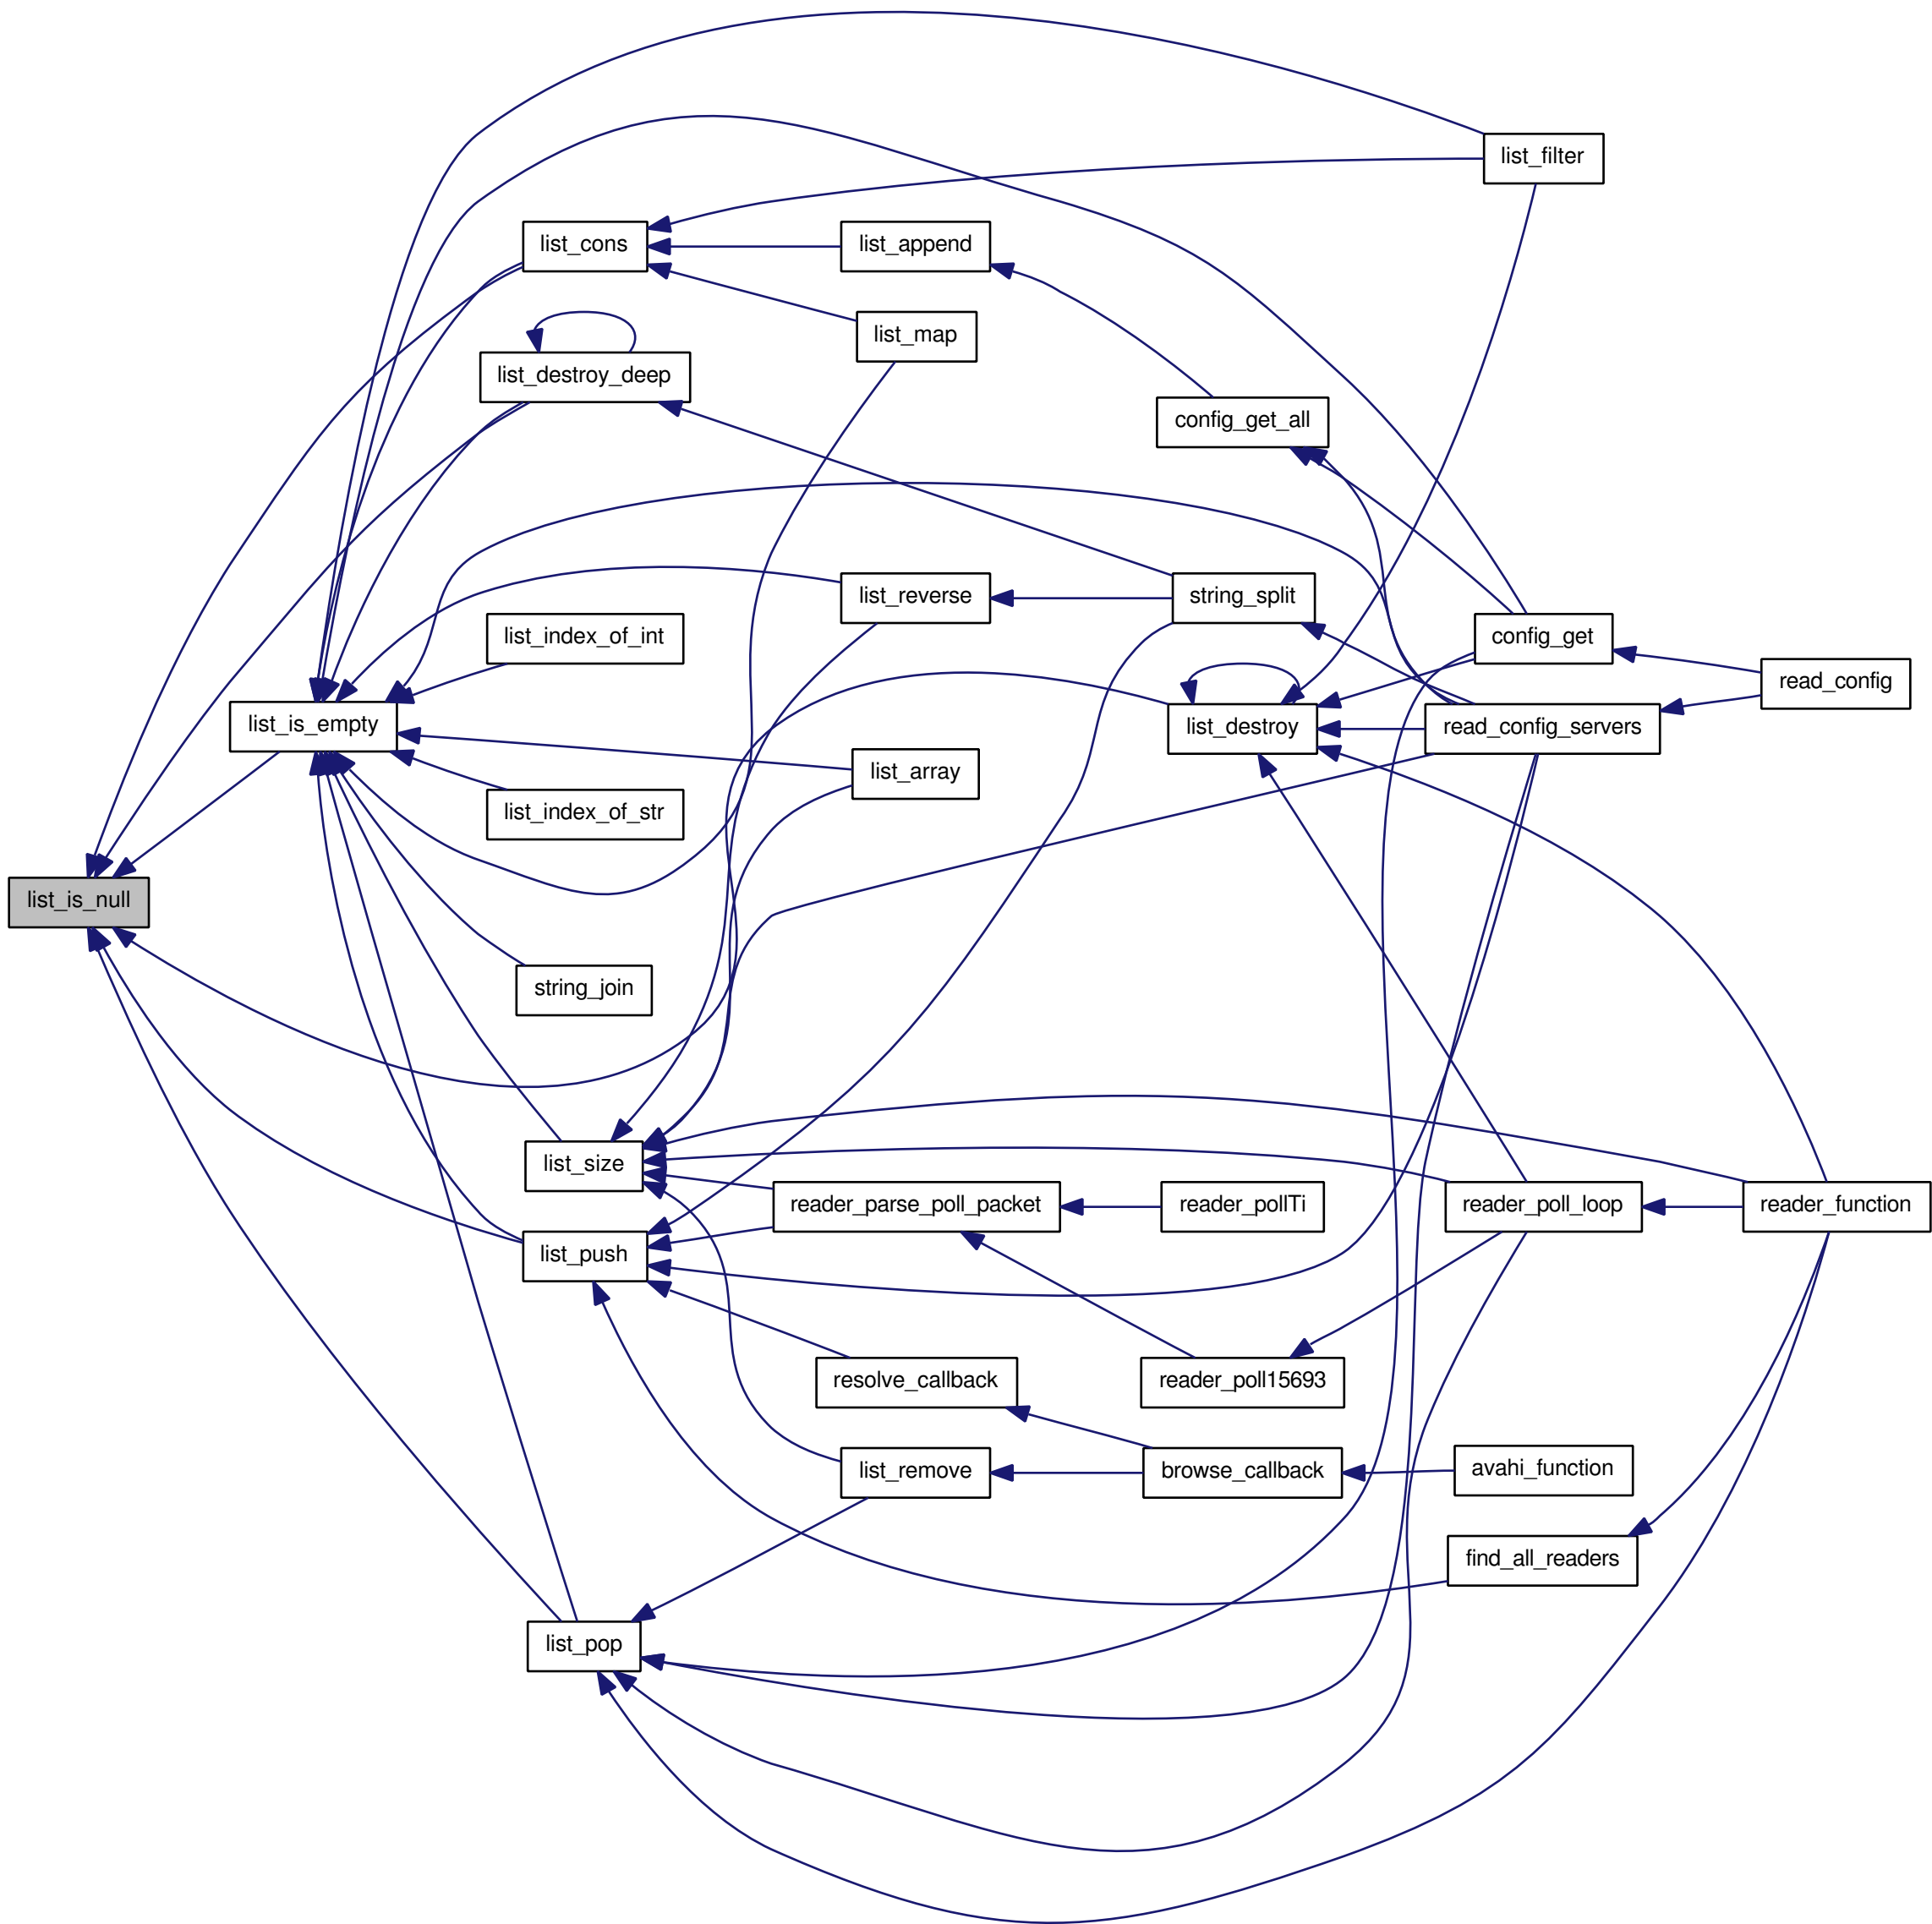 list_filter
list_cons
list_append
list_map
list_destroy_deep
config_get_all
list_reverse
string_split
list_index_of_int
config_get
read_config
list_is_empty
list_destroy
read_config_servers
list_array
list_index_of_str
list_is_null
string_join
list_size
reader_parse_poll_packet
reader_pollTi
reader_poll_loop
reader_function
list_push
resolve_callback
reader_poll15693
list_remove
browse_callback
avahi_function
find_all_readers
list_pop